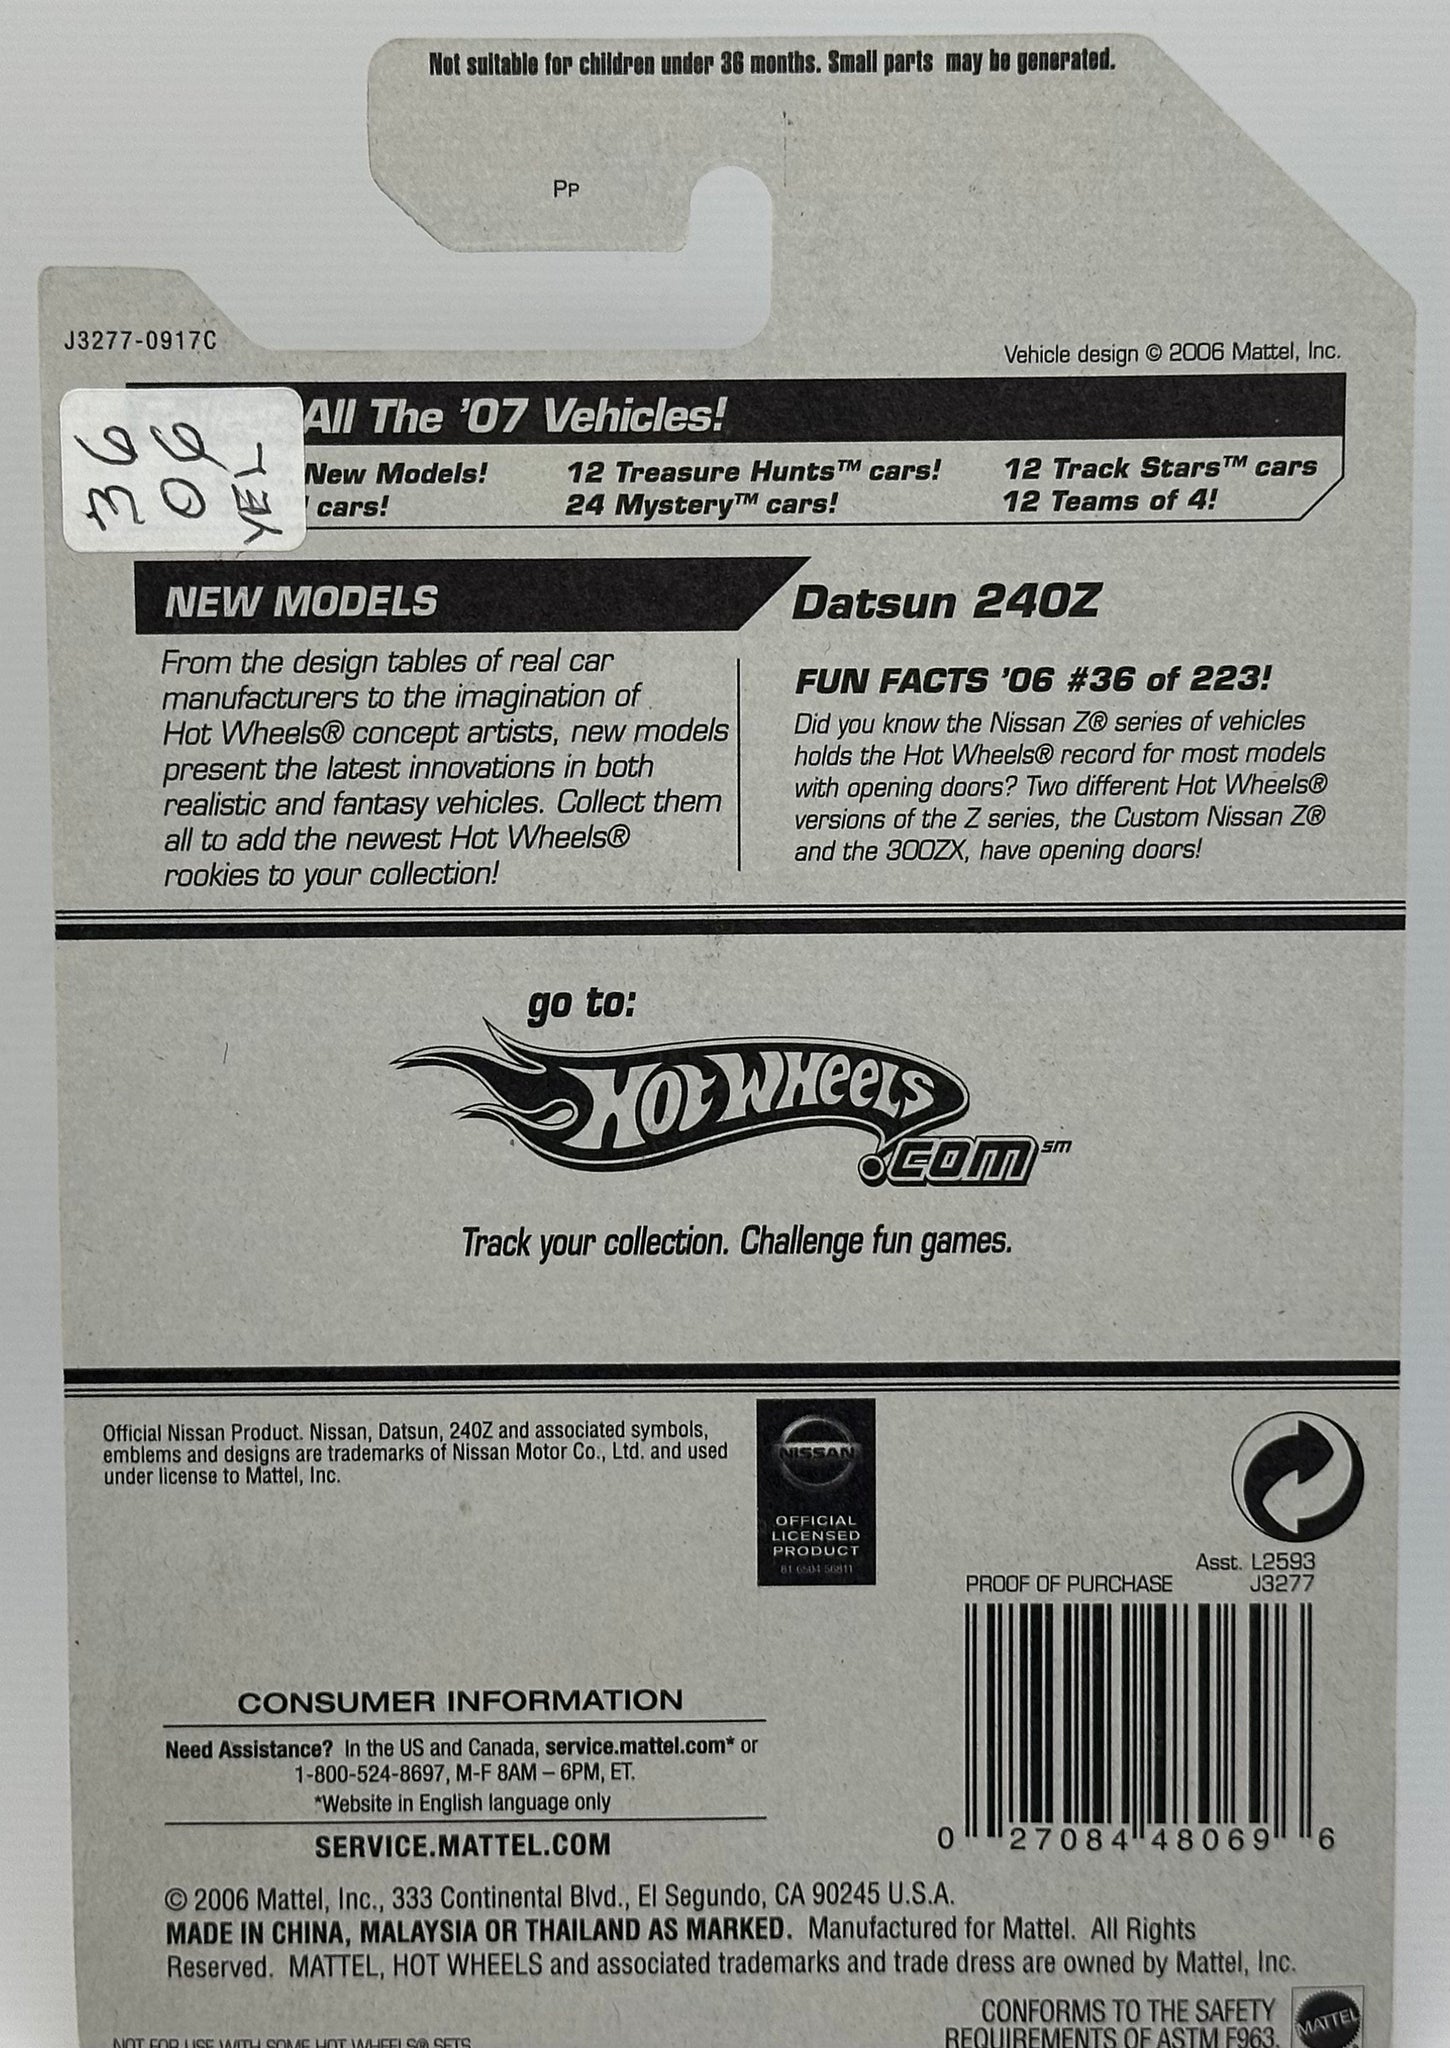 Not suitable for children under 36 months. Small parts may be generated.
PP
J3277-0917C
Vehicle design © 2006 Mattel, Inc.
36
06
YEL
All The '07 Vehicles!
New Models!
cars!
12 Treasure Hunts™ cars!
24 Mystery™ cars!
12 Track Stars™ cars
12 Teams of 4!
NEW MODELS
From the design tables of real car
manufacturers to the imagination of
Hot Wheels® concept artists, new models
present the latest innovations in both
realistic and fantasy vehicles. Collect them
all to add the newest Hot Wheels®
rookies to your collection!
Datsun 240Z
FUN FACTS '06 #36 of 223!
Did you know the Nissan Z® series of vehicles
holds the Hot Wheels® record for most models
with opening doors? Two different Hot Wheels®
versions of the Z series, the Custom Nissan Z®
and the 300ZX, have opening doors!
go to:
HOT WHEELS
.COM℠
Track your collection. Challenge fun games.
Official Nissan Product. Nissan, Datsun, 240Z and associated symbols,
emblems and designs are trademarks of Nissan Motor Co., Ltd. and used
under license to Mattel, Inc.
NISSAN
OFFICIAL
LICENSED
PRODUCT
Asst. L2593
PROOF OF PURCHASE J3277
0 27084 48069 6
CONSUMER INFORMATION
Need Assistance? In the US and Canada, service.mattel.com* or
1-800-524-8697, M-F 8AM – 6PM, ET.
*Website in English language only
SERVICE.MATTEL.COM
© 2006 Mattel, Inc., 333 Continental Blvd., El Segundo, CA 90245 U.S.A.
MADE IN CHINA, MALAYSIA OR THAILAND AS MARKED. Manufactured for Mattel. All Rights
Reserved. MATTEL, HOT WHEELS and associated trademarks and trade dress are owned by Mattel, Inc.
CONFORMS TO THE SAFETY
REQUIREMENTS OF ASTM F963.
MATTEL
NOT FOR USE WITH SOME HOT WHEELS® SETS